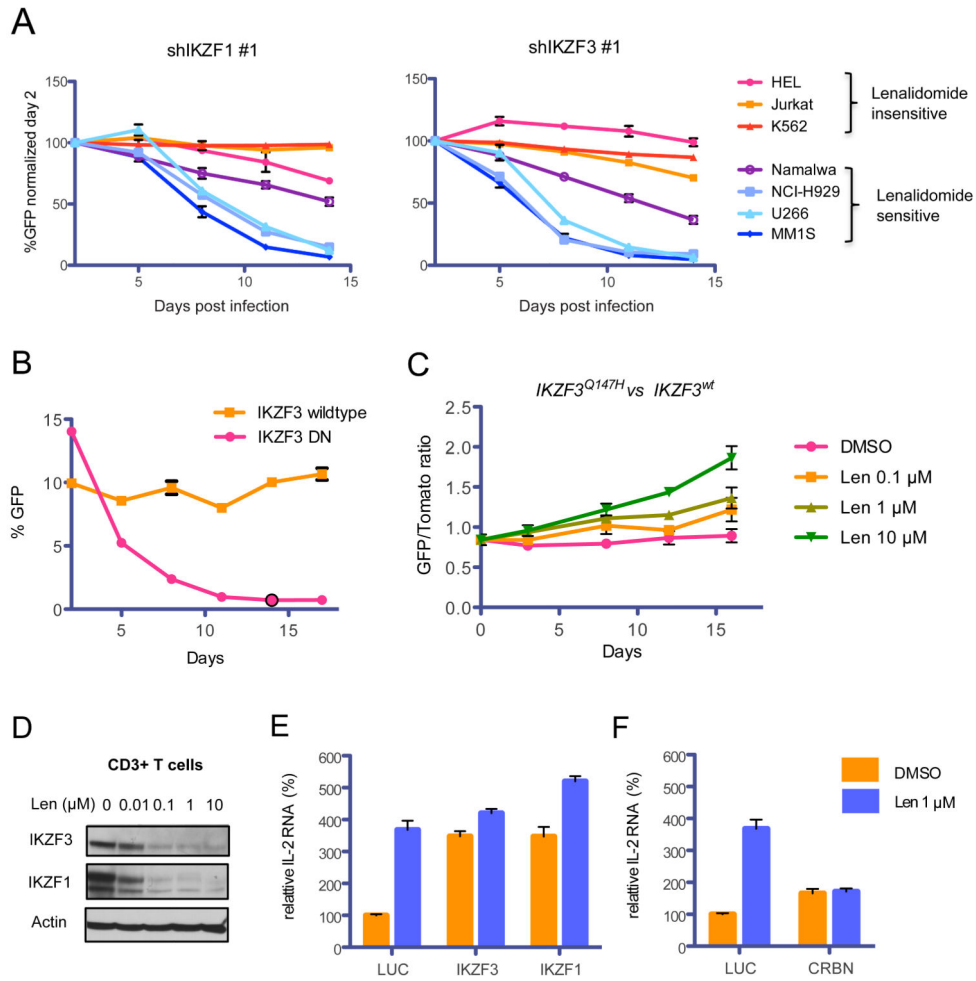 A
shIKZF1 #1
shIKZF3 #1
%GFP normalized day 2
150
100
50
0
5
10
15
Days post infection
150
100
50
0
5
10
15
Days post infection
HEL
Jurkat
K562
Lenalidomide
insensitive
Namalwa
NCI-H929
U266
MM1S
Lenalidomide
sensitive
B
% GFP
15
10
5
0
5
10
15
Days
IKZF3 wildtype
IKZF3 DN
C
IKZF3Q147H vs IKZF3wt
GFP/Tomato ratio
2.5
2.0
1.5
1.0
0.5
0.0
0
5
10
15
Days
DMSO
Len 0.1 µM
Len 1 µM
Len 10 µM
D
CD3+ T cells
Len (µM) 0 0.01 0.1 1 10
IKZF3
IKZF1
Actin
E
relative IL-2 RNA (%)
600
500
400
300
200
100
0
LUC IKZF3 IKZF1
F
relattive IL-2 RNA (%)
600
500
400
300
200
100
0
LUC CRBN
DMSO
Len 1 µM